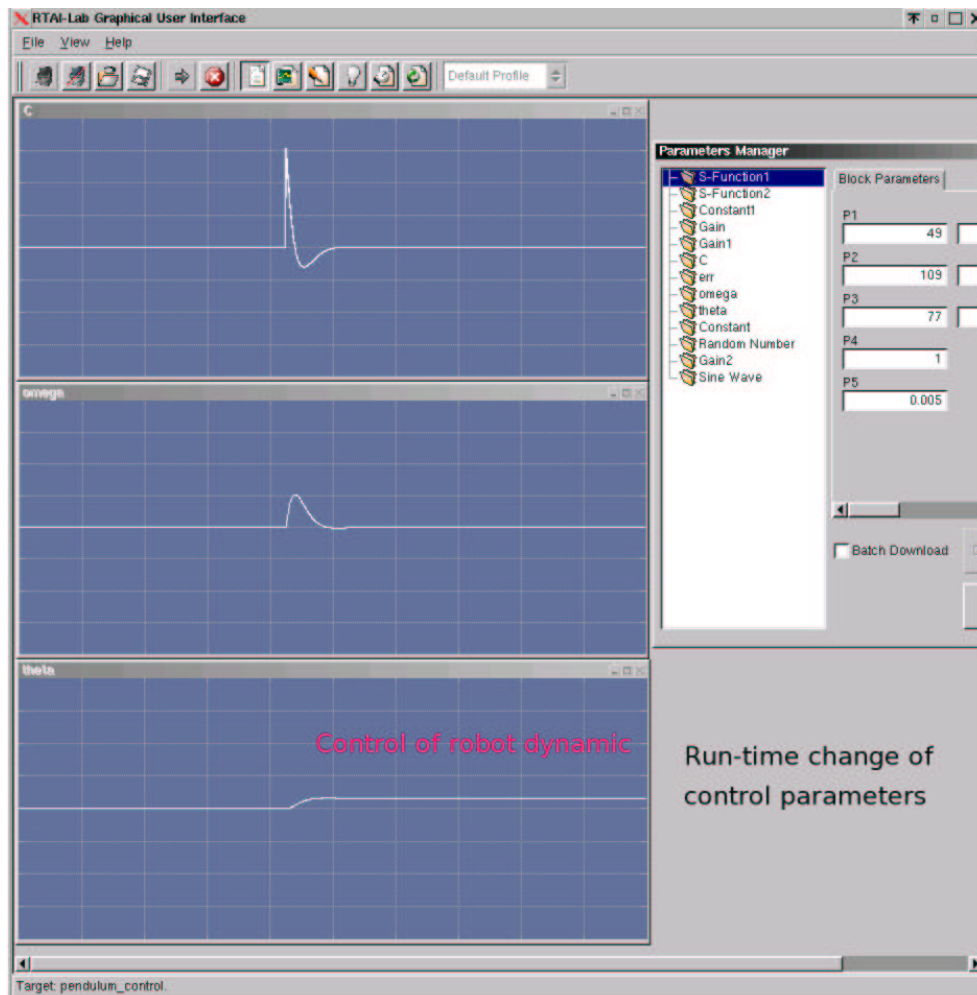 RTAI-Lab Graphical User Interface
File View Help
Default Profile
C
omega
theta
Control of robot dynamic
Parameters Manager
S-Function1
S-Function2
Constant1
Gain
Gain1
C
err
omega
theta
Constant
Random Number
Gain2
Sine Wave
Block Parameters
P1
49
P2
109
P3
77
P4
1
P5
0.005
Batch Download
Run-time change of
control parameters
Target: pendulum_control.